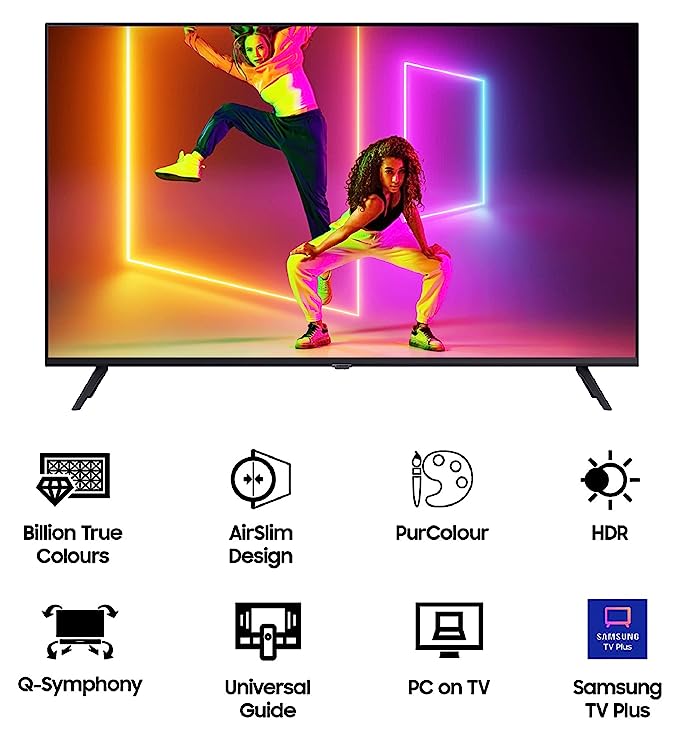 Billion True
Colours
AirSlim
Design
PurColour
HDR
Q-Symphony
Universal
Guide
PC on TV
SAMSUNG
TV Plus
Samsung
TV Plus